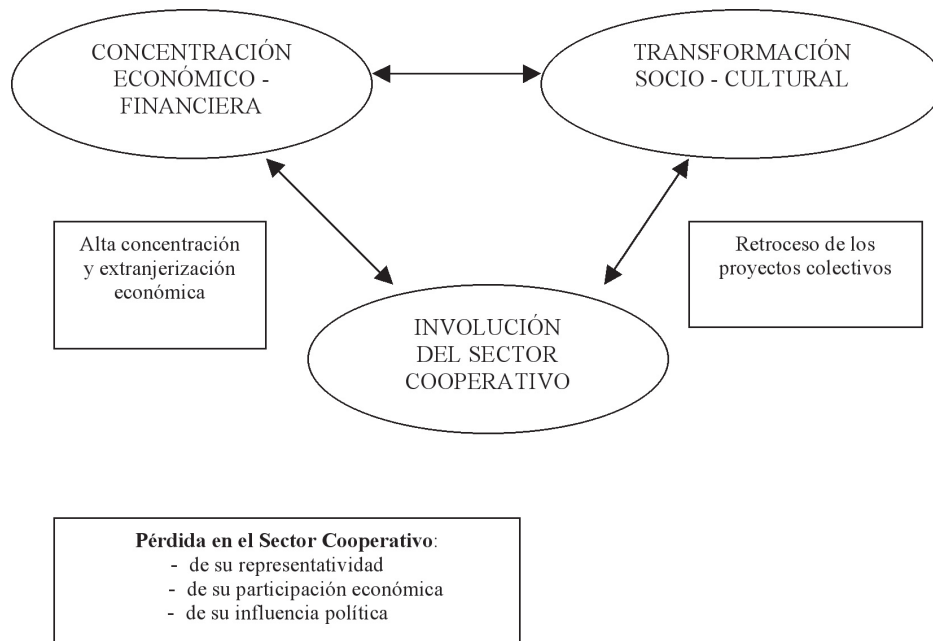 CONCENTRACIÓN
ECONÓMICO -
FINANCIERA
TRANSFORMACIÓN
SOCIO - CULTURAL
Alta concentración
y extranjerización
económica
Retroceso de los
proyectos colectivos
INVOLUCIÓN
DEL SECTOR
COOPERATIVO
Pérdida en el Sector Cooperativo:
- de su representatividad
- de su participación económica
- de su influencia política